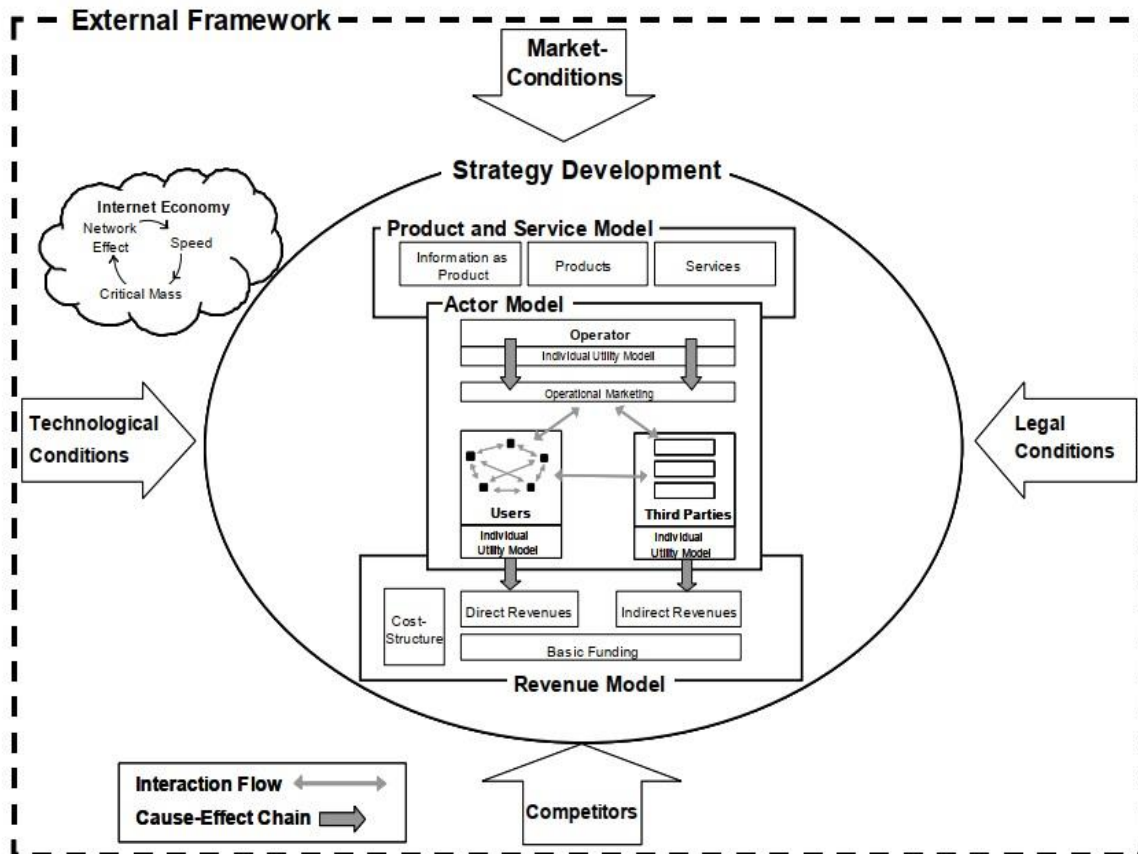 External Framework
Market-
Conditions
Strategy Development
Internet Economy
Network
Effect
Speed
Critical Mass
Product and Service Model
Information as
Product
Products
Services
Actor Model
Operator
Individual Utility Modell
Operational Marketing
Technological
Conditions
Legal
Conditions
Users
Individual
Utility Model
Third Parties
Individual
Utility Model
Cost-
Structure
Direct Revenues
Indirect Revenues
Basic Funding
Revenue Model
Interaction Flow
Cause-Effect Chain
Competitors